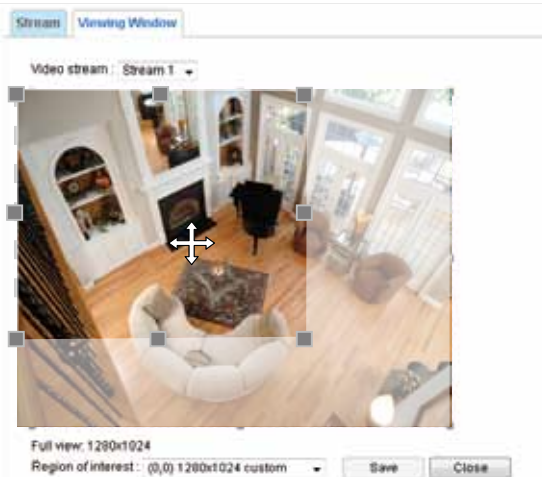 Stream Viewing Window
Video stream : Stream 1
Full view: 1280x1024
Region of interest : (0,0) 1280x1024 custom Save Close